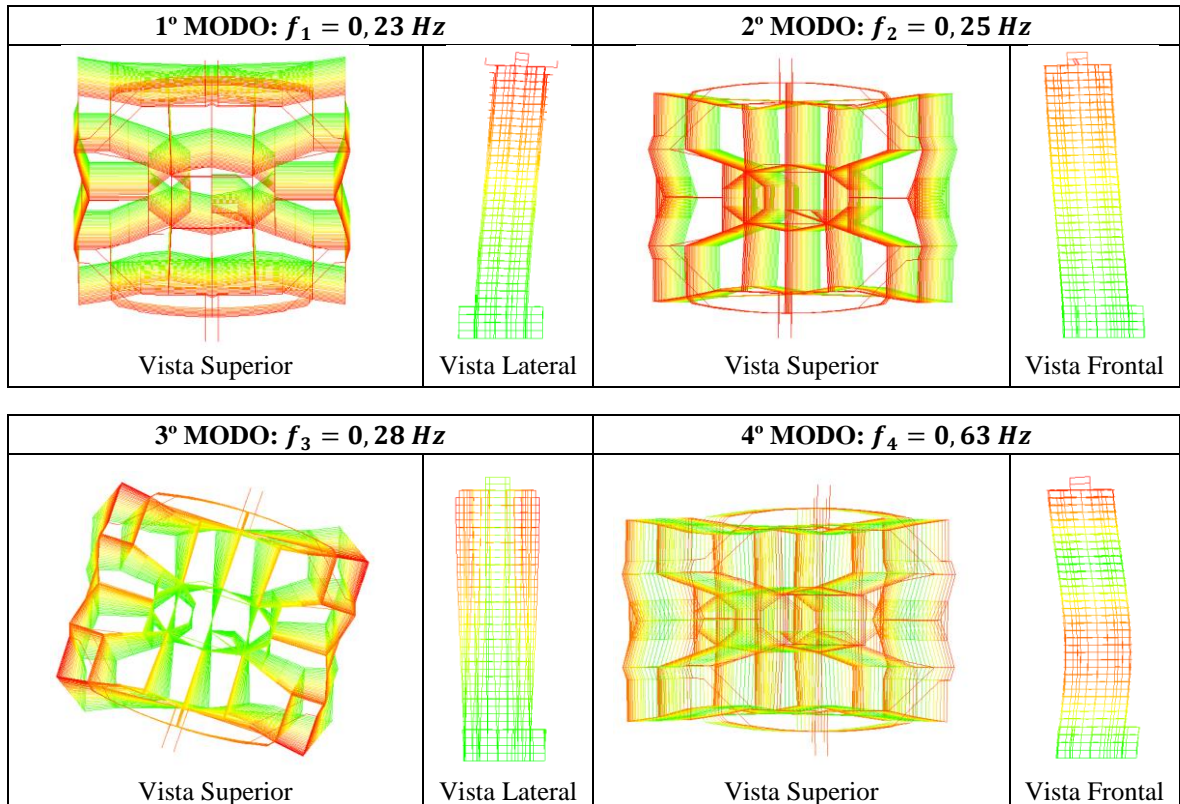 1º MODO: f₁ = 0, 23 Hz
2º MODO: f₂ = 0, 25 Hz
Vista Superior
Vista Lateral
Vista Superior
Vista Frontal
3º MODO: f₃ = 0, 28 Hz
4º MODO: f₄ = 0, 63 Hz
Vista Superior
Vista Lateral
Vista Superior
Vista Frontal